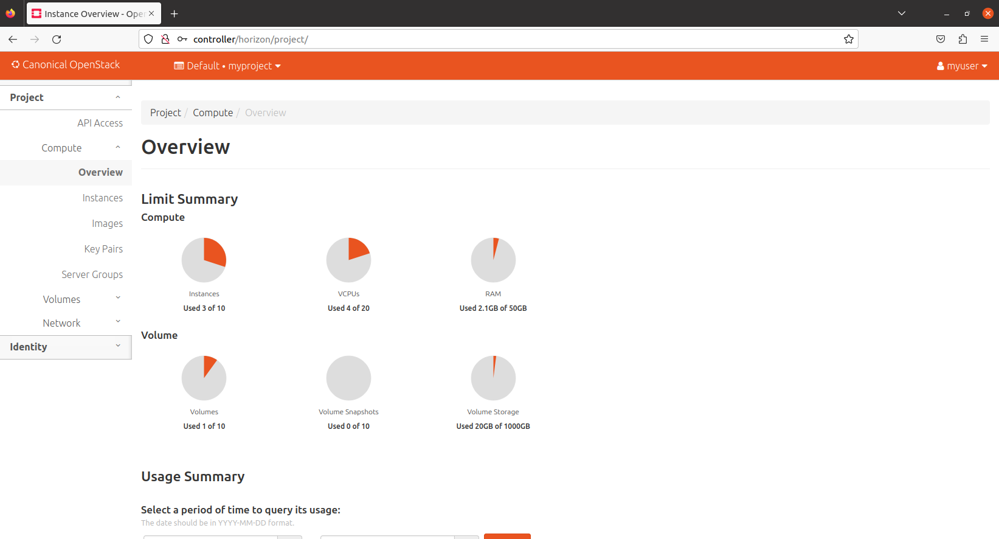 Instance Overview - Ope
controller/horizon/project/
Canonical OpenStack
Default • myproject
myuser
Project
API Access
Compute
Overview
Instances
Images
Key Pairs
Server Groups
Volumes
Network
Identity
Project / Compute / Overview
Overview
Limit Summary
Compute
Instances
Used 3 of 10
VCPUs
Used 4 of 20
RAM
Used 2.1GB of 50GB
Volume
Volumes
Used 1 of 10
Volume Snapshots
Used 0 of 10
Volume Storage
Used 20GB of 1000GB
Usage Summary
Select a period of time to query its usage:
The date should be in YYYY-MM-DD format.